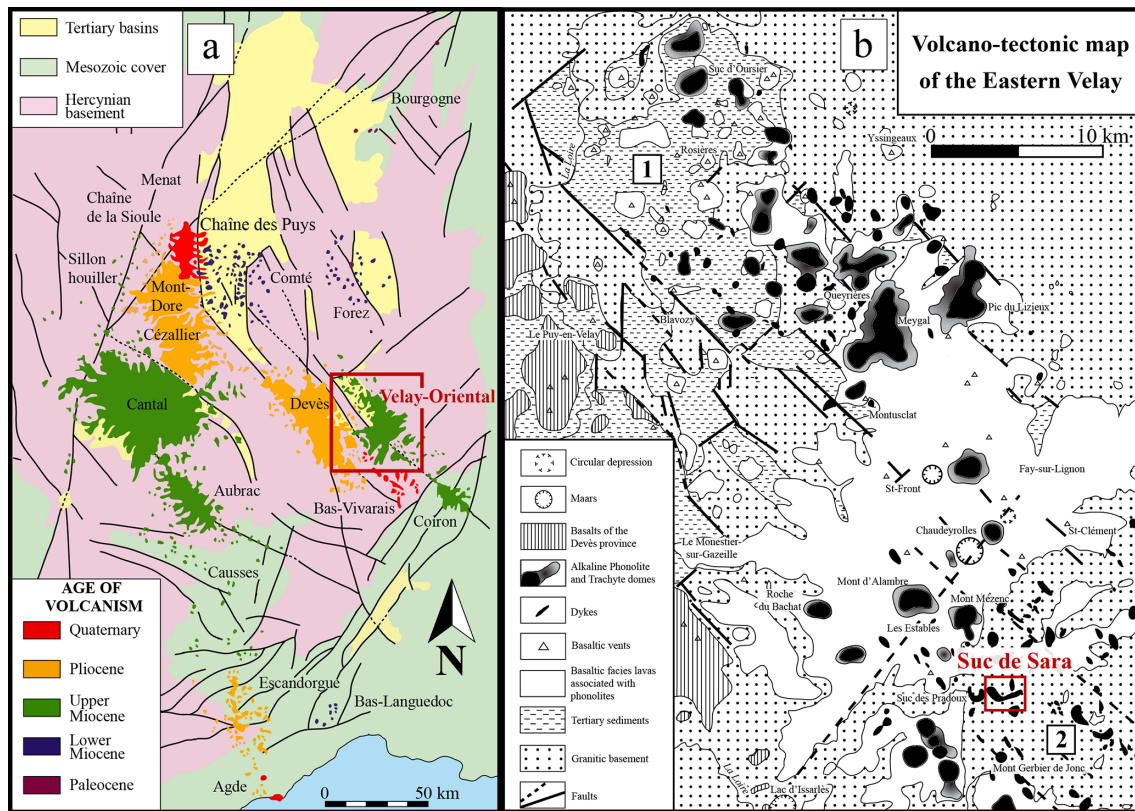 Tertiary basins
Mesozoic cover
Hercynian
basement
a
Bourgogne
Menat
Chaîne
de la Sioule
Chaîne des Puys
Sillon
houiller
Comté
Mont-
Dore
Forez
Cézallier
Velay-Oriental
Cantal
Devès
Aubrac
Bas-Vivarais
Coiron
Causses
AGE OF
VOLCANISM
Quaternary
Pliocene
Upper
Miocene
Lower
Miocene
Paleocene
N
Escandorgue
Bas-Languedoc
Agde
0 50 km
b
Volcano-tectonic map
of the Eastern Velay
0 10 km
Suc d'Oursier
Yssingeaux
La Loire
Rosières
1
Queyrières
Pic du Lizieux
Meygal
Blavozy
Le Puy-en-Velay
Montusclat
Fay-sur-Lignon
St-Front
Chaudeyrolles
St-Clément
Le Monestier
-sur-Gazeille
Mont d'Alambre
Roche
du Bachat
Mont Mézenc
Les Estables
Suc de Sara
Suc des Pradoux
2
Mont Gerbier de Jonc
La Loire
Lac d'Issarlès
Circular depression
Maars
Basalts of the
Devès province
Alkaline Phonolite
and Trachyte domes
Dykes
Basaltic vents
Basaltic facies lavas
associated with
phonolites
Tertiary sediments
Granitic basement
Faults